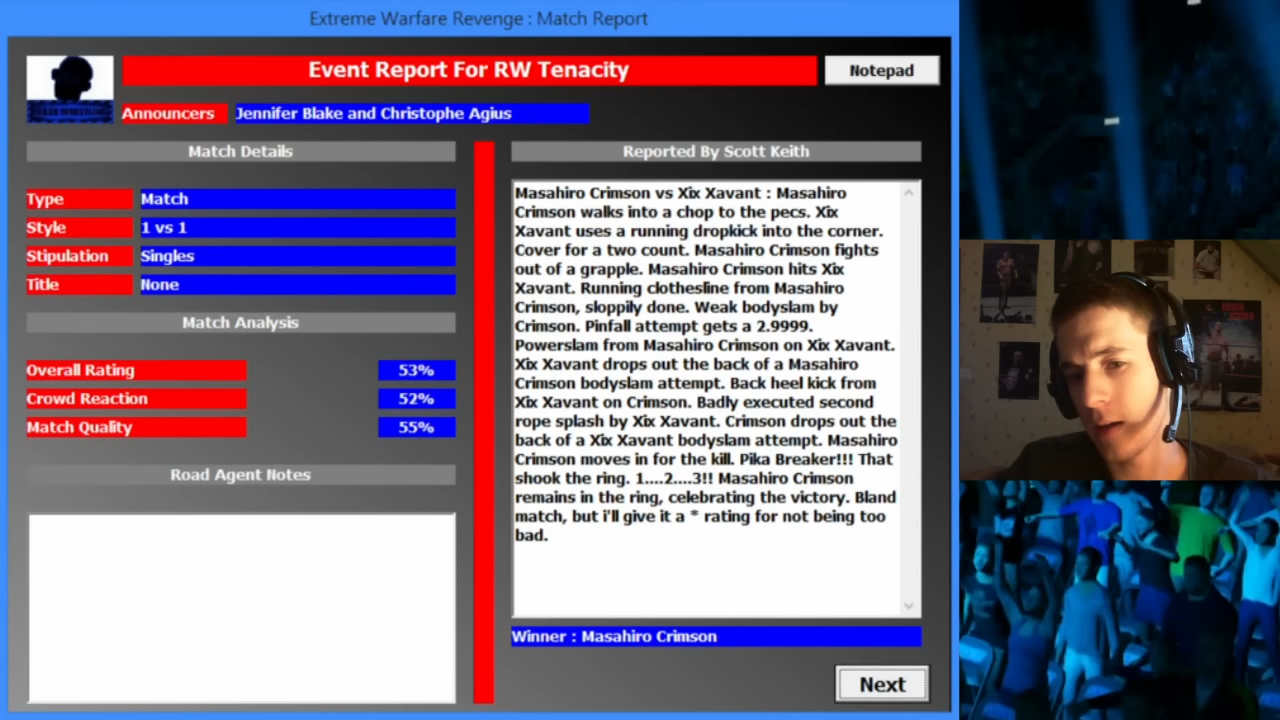 Extreme Warfare Revenge : Match Report
Event Report For RW Tenacity
Notepad
Announcers
Jennifer Blake and Christophe Agius
Match Details
Type
Match
Style
1 vs 1
Stipulation
Singles
Title
None
Match Analysis
Overall Rating
53%
Crowd Reaction
52%
Match Quality
55%
Road Agent Notes
Reported By Scott Keith
Masahiro Crimson vs Xix Xavant : Masahiro
Crimson walks into a chop to the pecs. Xix
Xavant uses a running dropkick into the corner.
Cover for a two count. Masahiro Crimson fights
out of a grapple. Masahiro Crimson hits Xix
Xavant. Running clothesline from Masahiro
Crimson, sloppily done. Weak bodyslam by
Crimson. Pinfall attempt gets a 2.9999.
Powerslam from Masahiro Crimson on Xix Xavant.
Xix Xavant drops out the back of a Masahiro
Crimson bodyslam attempt. Back heel kick from
Xix Xavant on Crimson. Badly executed second
rope splash by Xix Xavant. Crimson drops out the
back of a Xix Xavant bodyslam attempt. Masahiro
Crimson moves in for the kill. Pika Breaker!!! That
shook the ring. 1....2....3!! Masahiro Crimson
remains in the ring, celebrating the victory. Bland
match, but i'll give it a * rating for not being too
bad.
Winner : Masahiro Crimson
Next